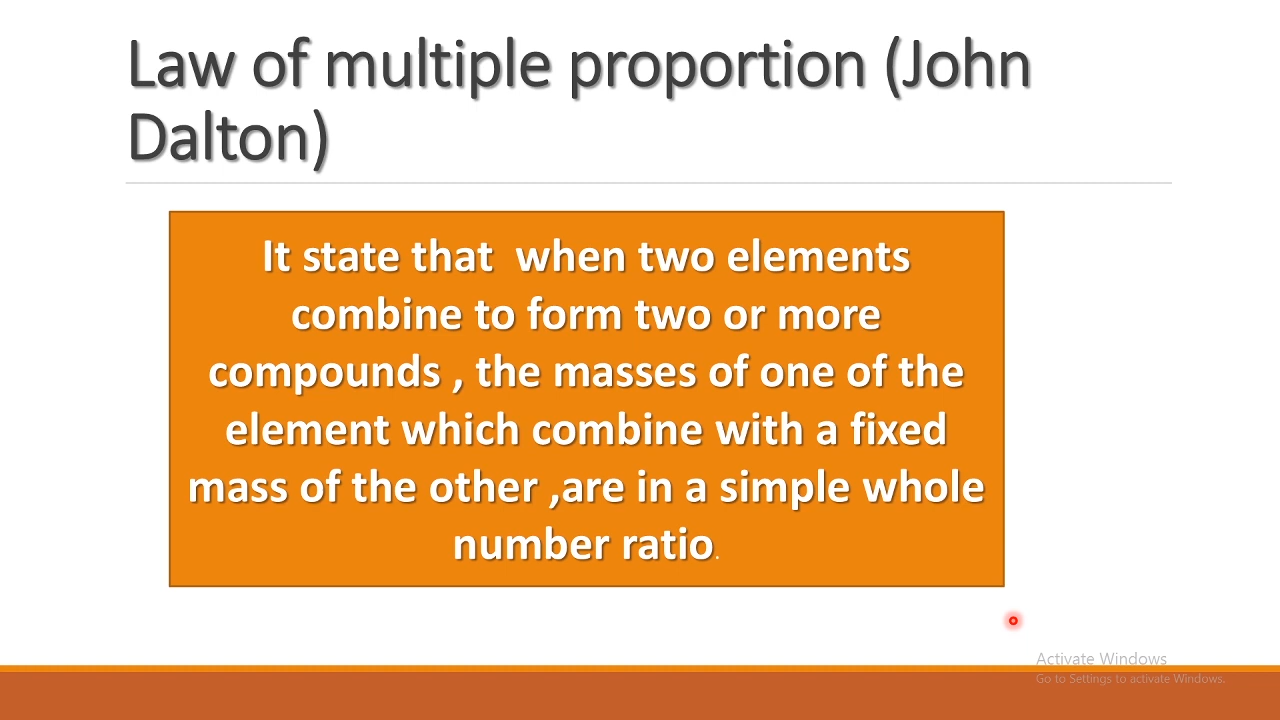 Law of multiple proportion (John
Dalton)
It state that  when two elements
combine to form two or more
compounds , the masses of one of the
element which combine with a fixed
mass of the other ,are in a simple whole
number ratio.
Activate Windows
Go to Settings to activate Windows.